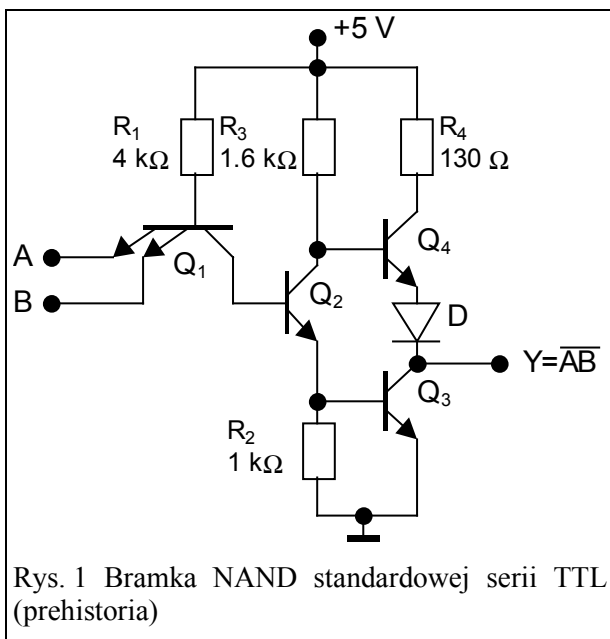 +5 V
R₁ R₃ R₄
4 kΩ 1.6 kΩ 130 Ω
A
B
Q₁
Q₂
Q₄
D
Y=A̅B̅
Q₃
R₂
1 kΩ
Rys. 1 Bramka NAND standardowej serii TTL
(prehistoria)